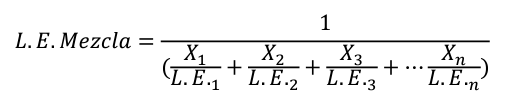 L. E. Mezcla = 1 / (X₁/L. E.·₁ + X₂/L. E.·₂ + X₃/L. E.·₃ + ⋯ Xₙ/L. E.·ₙ)